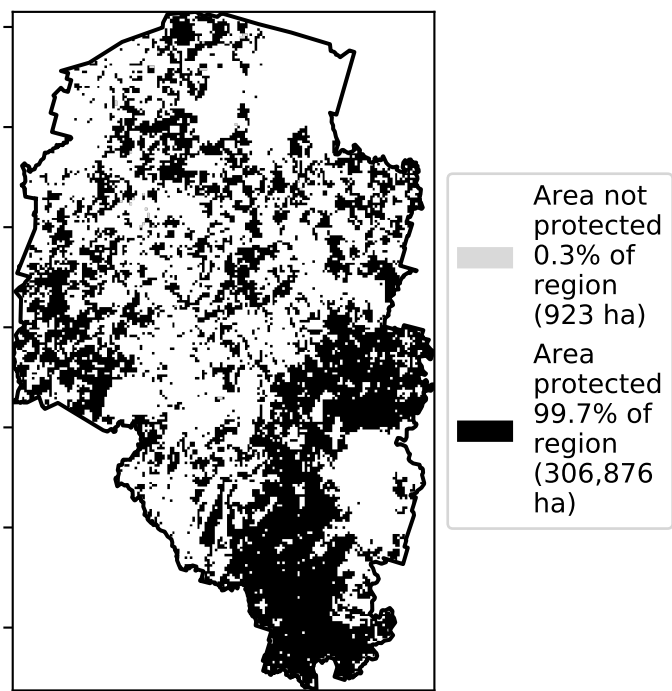 Area not
protected
0.3% of
region
(923 ha)
Area
protected
99.7% of
region
(306,876
ha)